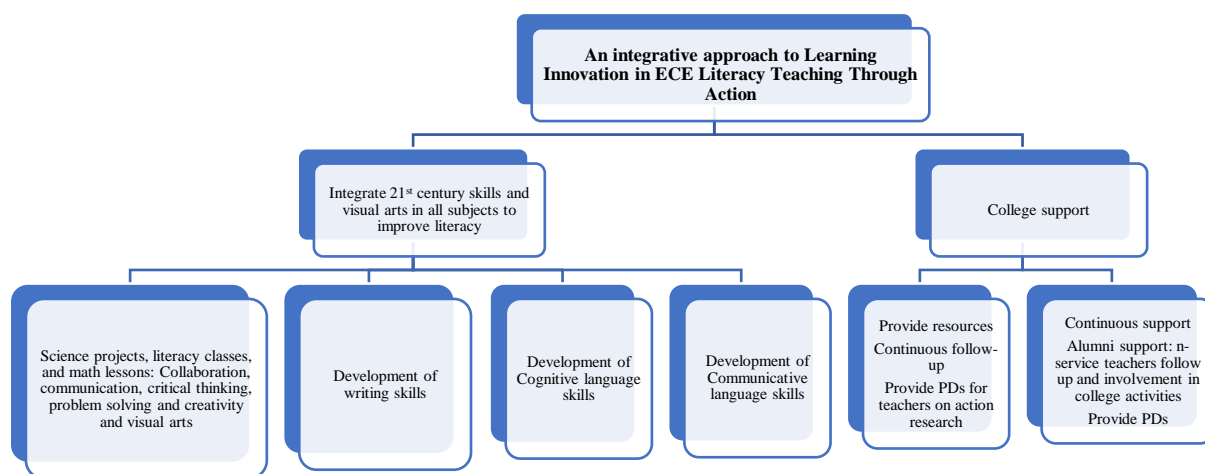 An integrative approach to Learning
Innovation in ECE Literacy Teaching Through
Action
Integrate 21st century skills and
visual arts in all subjects to
improve literacy
College support
Science projects, literacy classes,
and math lessons: Collaboration,
communication, critical thinking,
problem solving and creativity
and visual arts
Development of
writing skills
Development of
Cognitive language
skills
Development of
Communicative
language skills
Provide resources
Continuous follow-
up
Provide PDs for
teachers on action
research
Continuous support
Alumni support: n-
service teachers follow
up and involvement in
college activities
Provide PDs